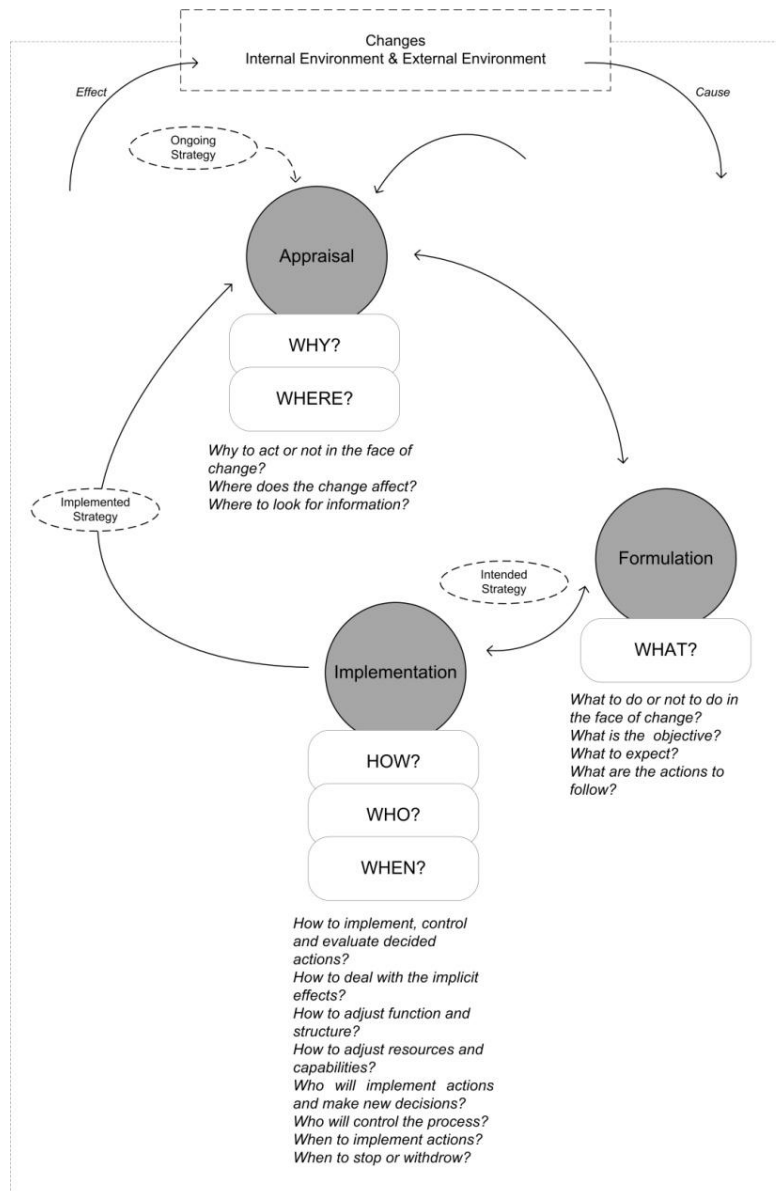 Changes
Internal Environment & External Environment
Effect
Cause
Ongoing
Strategy
Appraisal
WHY?
WHERE?
Why to act or not in the face of
change?
Where does the change affect?
Where to look for information?
Implemented
Strategy
Formulation
Intended
Strategy
WHAT?
What to do or not to do in
the face of change?
What is the objective?
What to expect?
What are the actions to
follow?
Implementation
HOW?
WHO?
WHEN?
How to implement, control
and evaluate decided
actions?
How to deal with the implicit
effects?
How to adjust function and
structure?
How to adjust resources and
capabilities?
Who will implement actions
and make new decisions?
Who will control the process?
When to implement actions?
When to stop or withdrow?